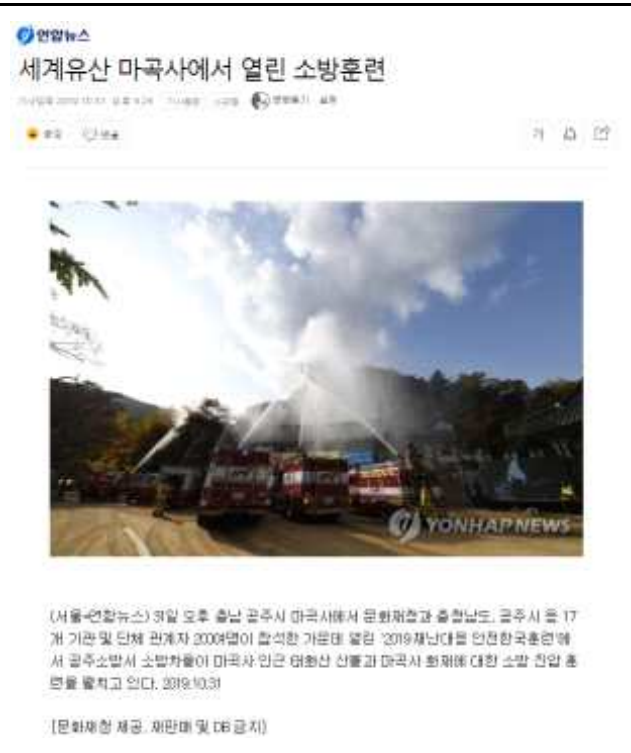 연합뉴스
세계유산 마곡사에서 열린 소방훈련
댓글
가
YONHAP NEWS
(서울=연합뉴스) 31일 오후 충남 공주시 마곡사에서 문화재청과 충청남도, 공주시 등 17
개 기관 및 단체 관계자 200여명이 참석한 가운데 열린 '2019재난대응 안전한국훈련'에
서 공주소방서 소방차들이 마곡사 인근 태화산 산불과 마곡사 화재에 대한 소방 진압 훈
련을 펼치고 있다. 2019.10.31
[문화재청 제공. 재판매 및 DB 금지]